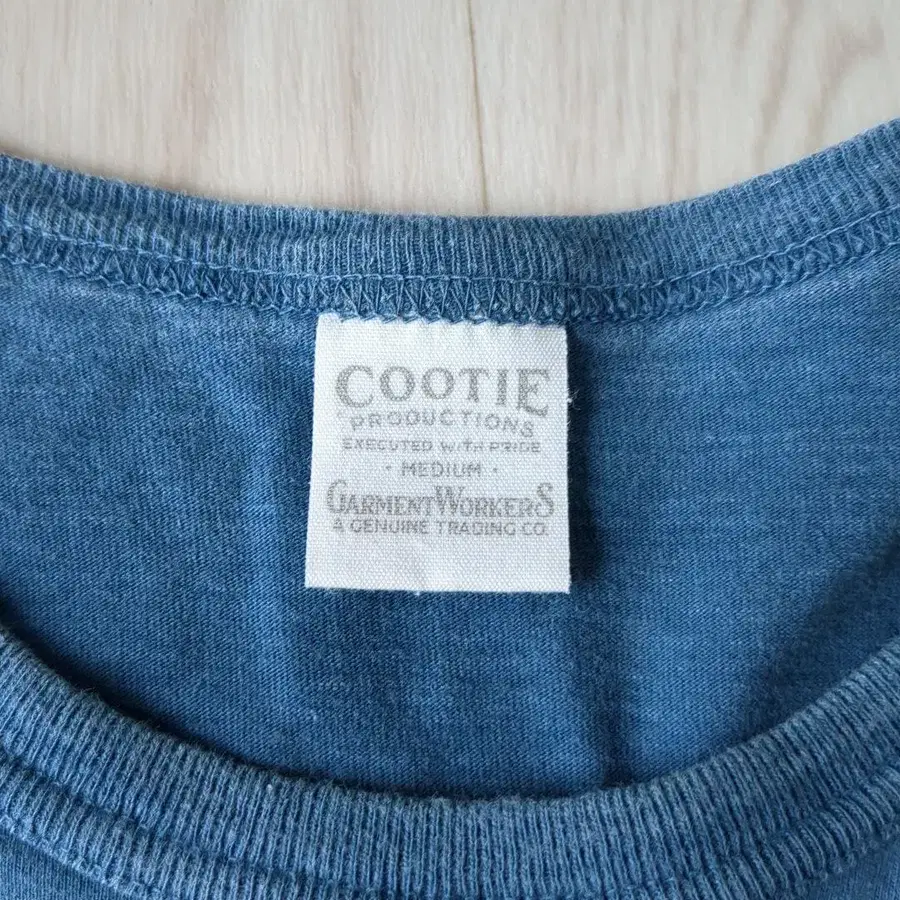 COOTIE
PRODUCTIONS
EXECUTED WITH PRIDE
· MEDIUM ·
GARMENTWORKERS
A GENUINE TRADING CO.